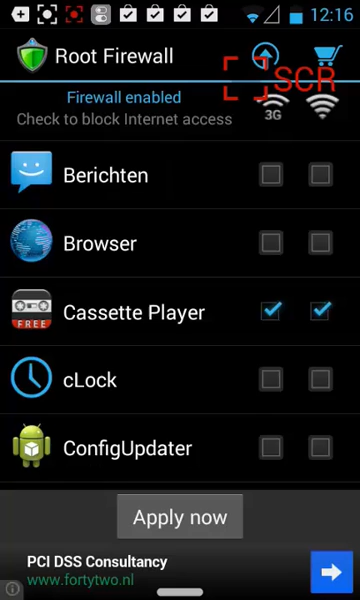 12:16
Root Firewall
SCR
Firewall enabled
Check to block Internet access
3G
Berichten
Browser
Cassette Player
FREE
cLock
ConfigUpdater
Apply now
PCI DSS Consultancy
www.fortytwo.nl